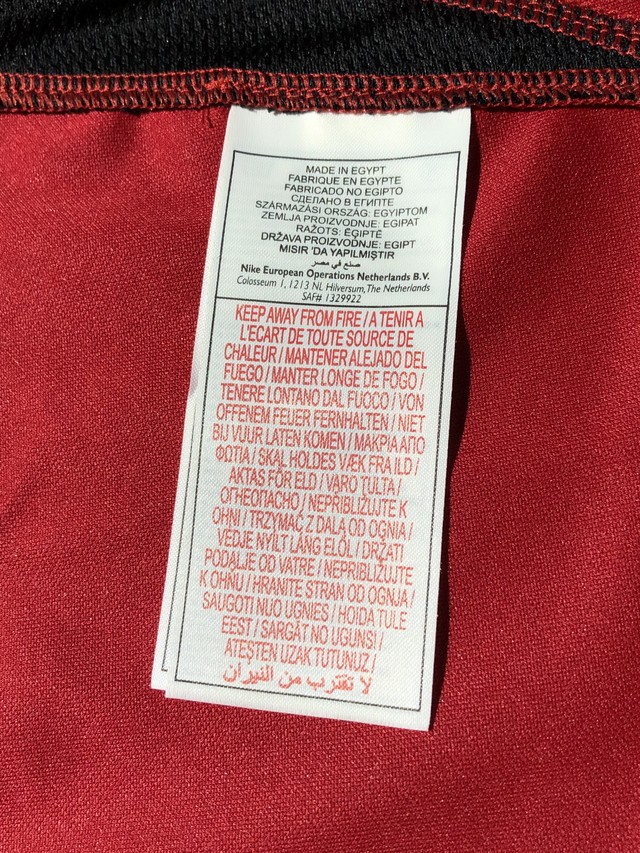 MADE IN EGYPT
FABRIQUE EN EGYPTE
FABRICADO NO EGIPTO
СДЕЛАНО В ЕГИПТЕ
SZÁRMAZÁSI ORSZÁG: EGYIPTOM
ZEMLJA PROIZVODNJE: EGIPAT
RAŽOTS: ĒĢIPTĒ
DRŽAVA PROIZVODNJE: EGIPT
MISIR 'DA YAPILMIŞTIR
صنع في مصر
Nike European Operations Netherlands B.V.
Colosseum 1, 1213 NL Hilversum, The Netherlands
SAF# 1329922
KEEP AWAY FROM FIRE / A TENIR A
L'ECART DE TOUTE SOURCE DE
CHALEUR / MANTENER ALEJADO DEL
FUEGO / MANTER LONGE DE FOGO /
TENERE LONTANO DAL FUOCO / VON
OFFENEM FEUER FERNHALTEN / NIET
BIJ VUUR LATEN KOMEN / ΜΑΚΡΙΑ ΑΠΟ
ΦΩΤΙΑ / SKAL HOLDES VÆK FRA ILD /
AKTAS FÖR ELD / VARO TULTA /
ОГНЕОПАСНО / NEPŘIBLIŽUJTE K
OHNI / TRZYMAĆ Z DALA OD OGNIA /
VEDJE NYÍLT LÁNG ELŐL / DRŽATI
PODALJE OD VATRE / NEPRIBLIŽUJTE
K OHŇU / HRANITE STRAN OD OGNJA /
SAUGOTI NUO UGNIES / HOIDA TULE
EEST / SARGĀT NO UGUNS /
ATEŞTEN UZAK TUTUNUZ /
لا تقترب من النيران